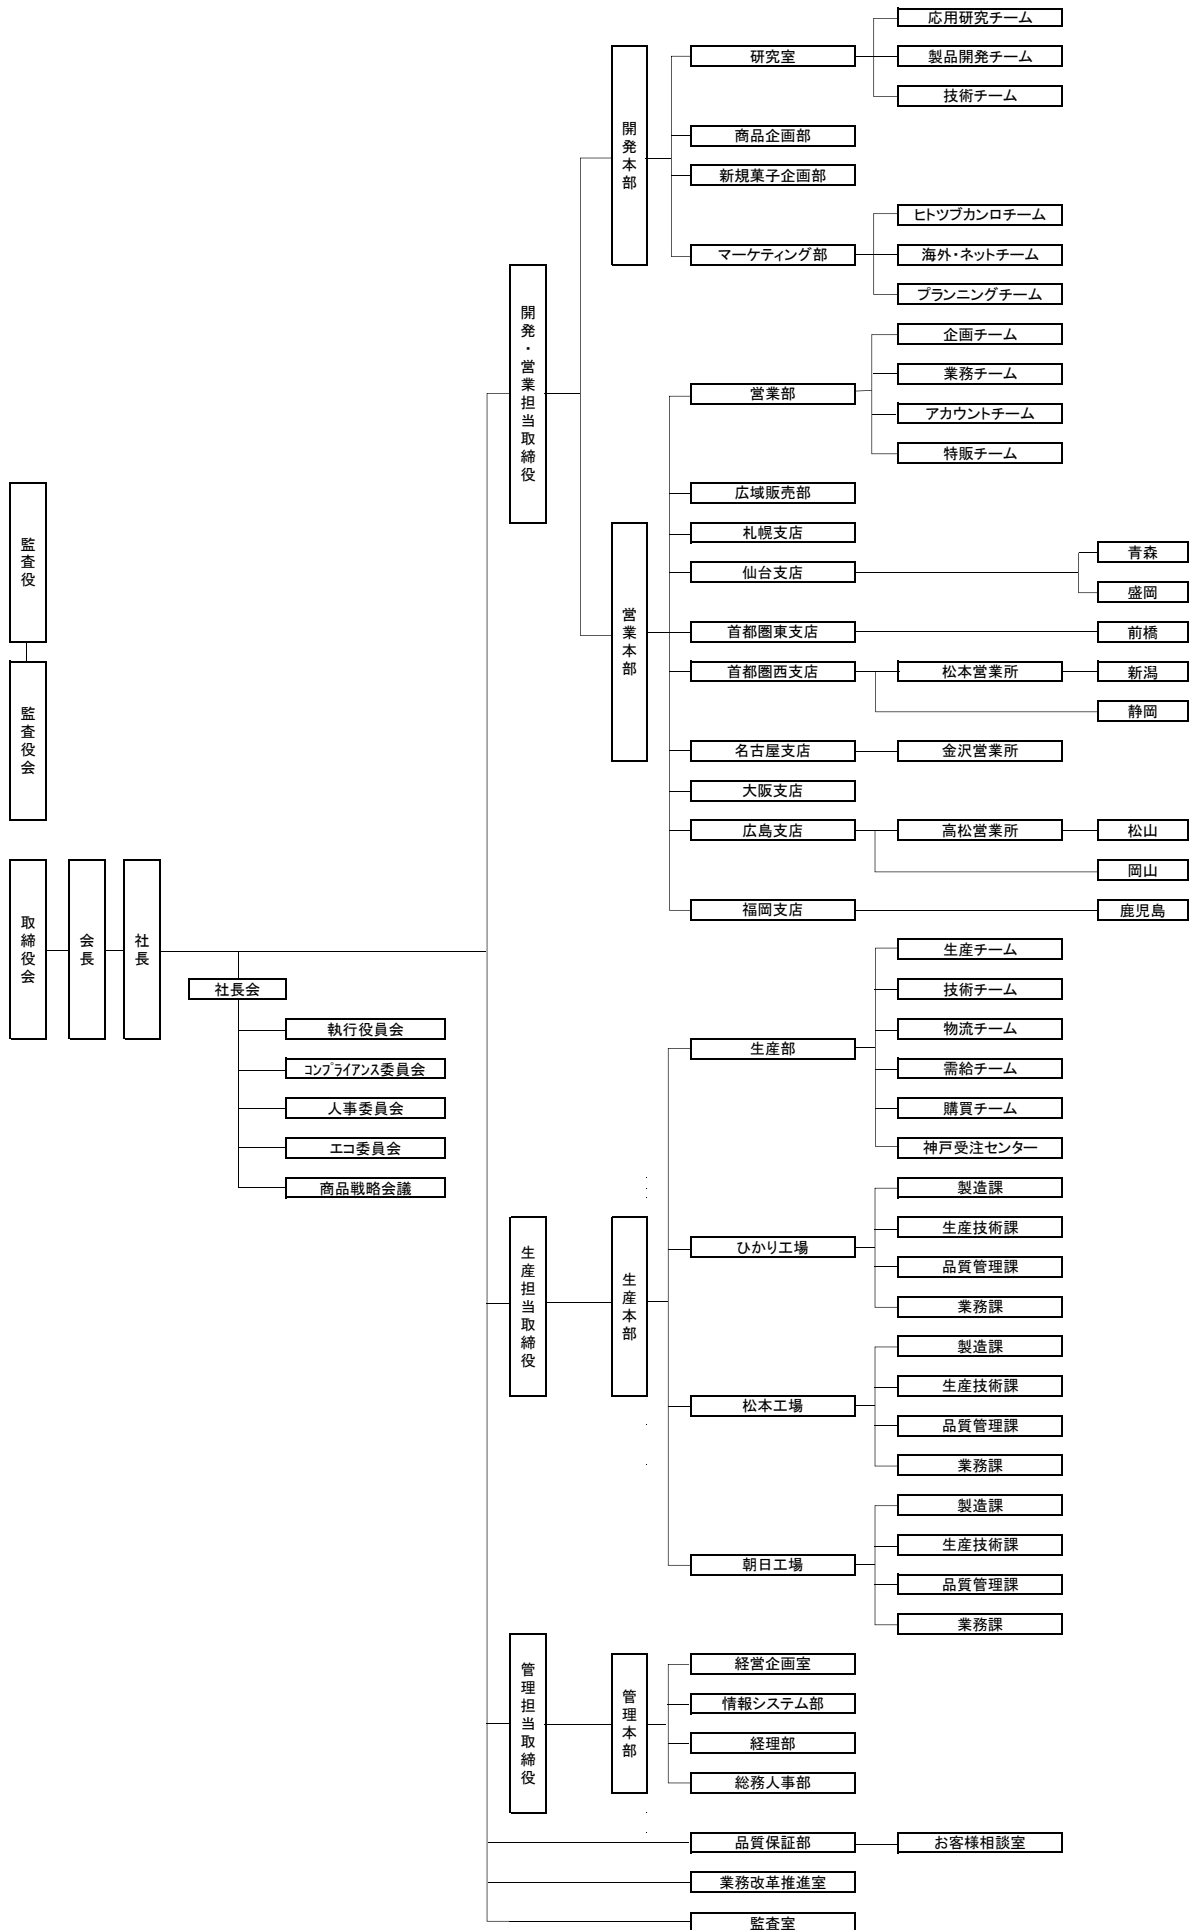 応用研究チーム
研究室
製品開発チーム
技術チーム
開発本部
商品企画部
新規菓子企画部
ヒトツブカンロチーム
マーケティング部
海外・ネットチーム
プランニングチーム
開発・営業担当取締役
企画チーム
業務チーム
営業部
アカウントチーム
特販チーム
広域販売部
札幌支店
監査役
青森
仙台支店
盛岡
営業本部
首都圏東支店
前橋
首都圏西支店
松本営業所
新潟
静岡
監査役会
名古屋支店
金沢営業所
大阪支店
広島支店
高松営業所
松山
岡山
福岡支店
鹿児島
取締役会
会長
社長
生産チーム
社長会
技術チーム
執行役員会
物流チーム
生産部
コンプライアンス委員会
需給チーム
人事委員会
購買チーム
エコ委員会
神戸受注センター
商品戦略会議
製造課
生産技術課
ひかり工場
品質管理課
業務課
生産担当取締役
生産本部
製造課
生産技術課
松本工場
品質管理課
業務課
製造課
生産技術課
朝日工場
品質管理課
業務課
管理担当取締役
管理本部
経営企画室
情報システム部
経理部
総務人事部
品質保証部
お客様相談室
業務改革推進室
監査室